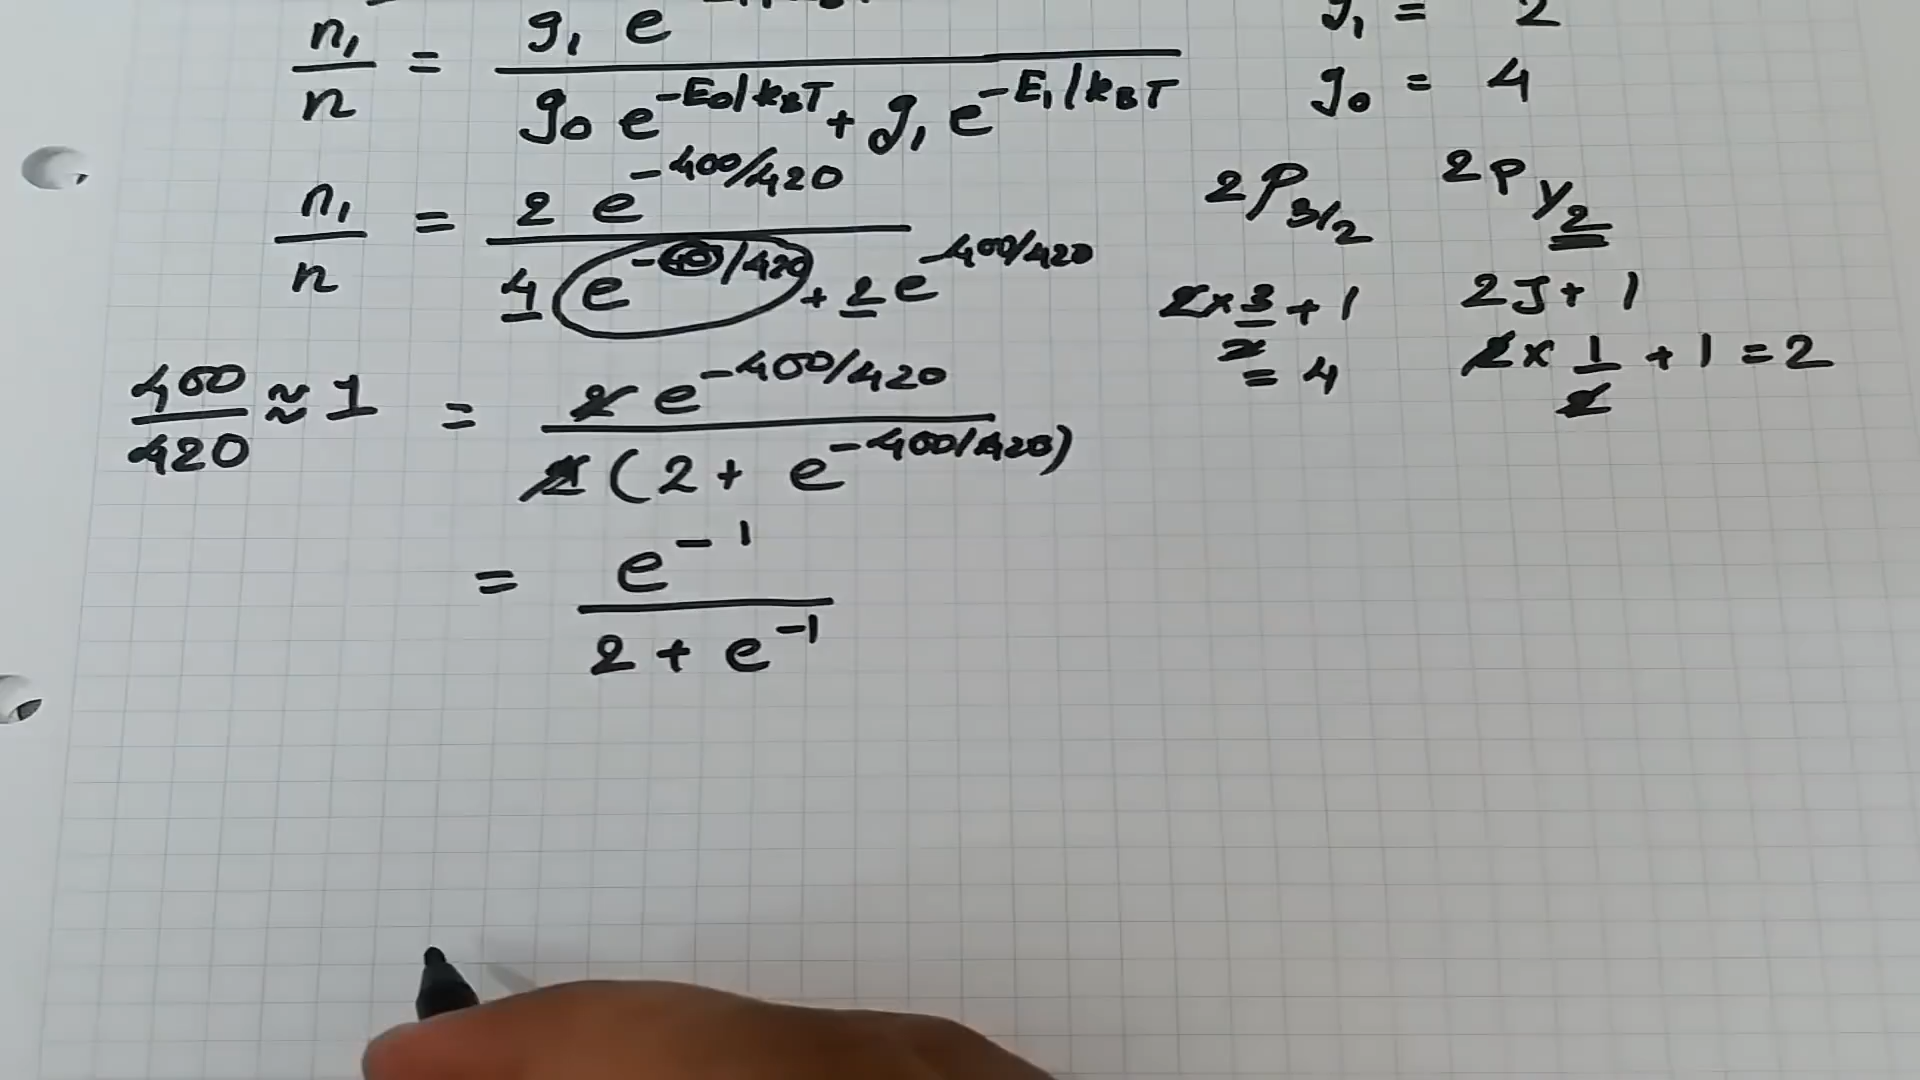 n₁/n = g₁ e / g₀ e^(-E₀/k_BT) + g₁ e^(-E₁/k_BT)
g₁ = 2
g₀ = 4
n₁/n = 2 e^(-400/420) / 4 e^(-0/420) + 2 e^(-400/420)
2P₃/₂ 2P₁/₂
2×3/2 + 1 = 4
2J + 1
2× 1/2 + 1 = 2
400/420 ≈ 1
= 2 e^(-400/420) / 2 (2 + e^(-400/420))
= e^(-1) / 2 + e^(-1)